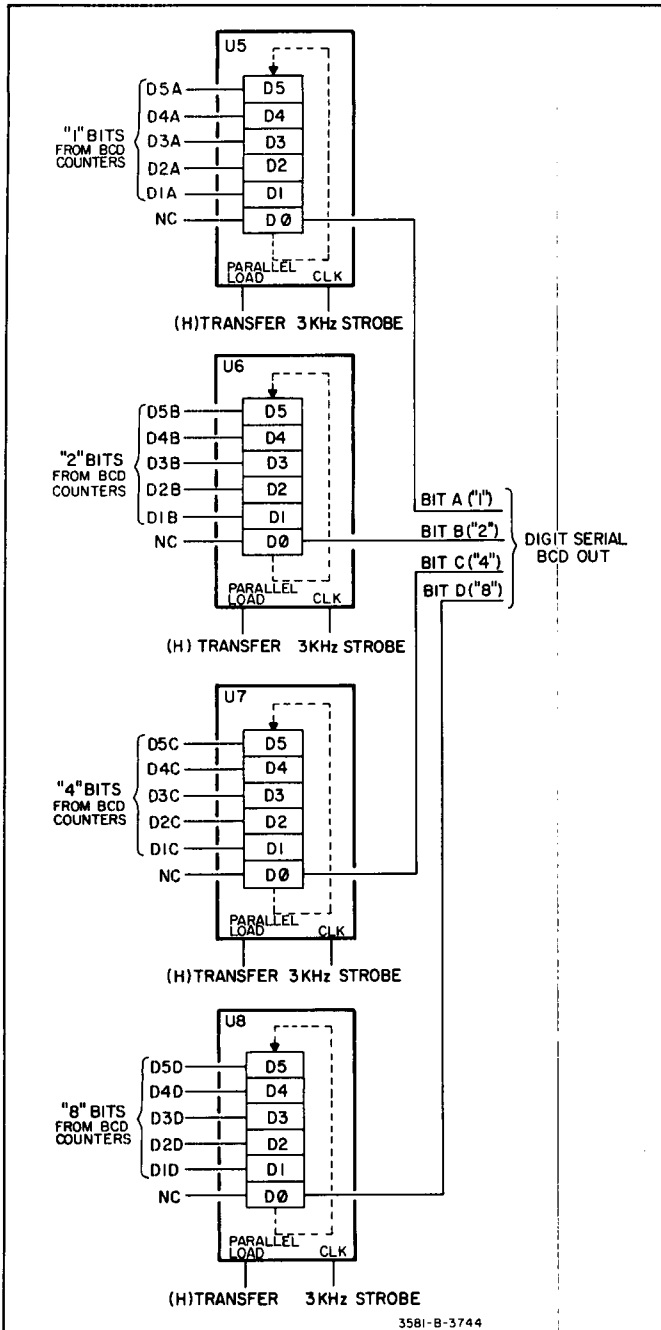 U5
D5A D5
D4A D4
"1" BITS
FROM BCD
COUNTERS
D3A D3
D2A D2
D1A D1
NC DØ
PARALLEL
LOAD CLK
(H)TRANSFER 3KHz STROBE
U6
D5B D5
D4B D4
"2" BITS
FROM BCD
COUNTERS
D3B D3
D2B D2
D1B D1
NC DØ
PARALLEL
LOAD CLK
(H) TRANSFER 3KHz STROBE
BIT A ("1")
BIT B ("2")
BIT C ("4")
BIT D ("8")
DIGIT SERIAL
BCD OUT
U7
D5C D5
D4C D4
"4" BITS
FROM BCD
COUNTERS
D3C D3
D2C D2
D1C D1
NC DØ
PARALLEL
LOAD CLK
(H)TRANSFER 3KHz STROBE
U8
D5D D5
D4D D4
"8" BITS
FROM BCD
COUNTERS
D3D D3
D2D D2
D1D D1
NC DØ
PARALLEL
LOAD CLK
(H)TRANSFER 3KHz STROBE
3581-B-3744